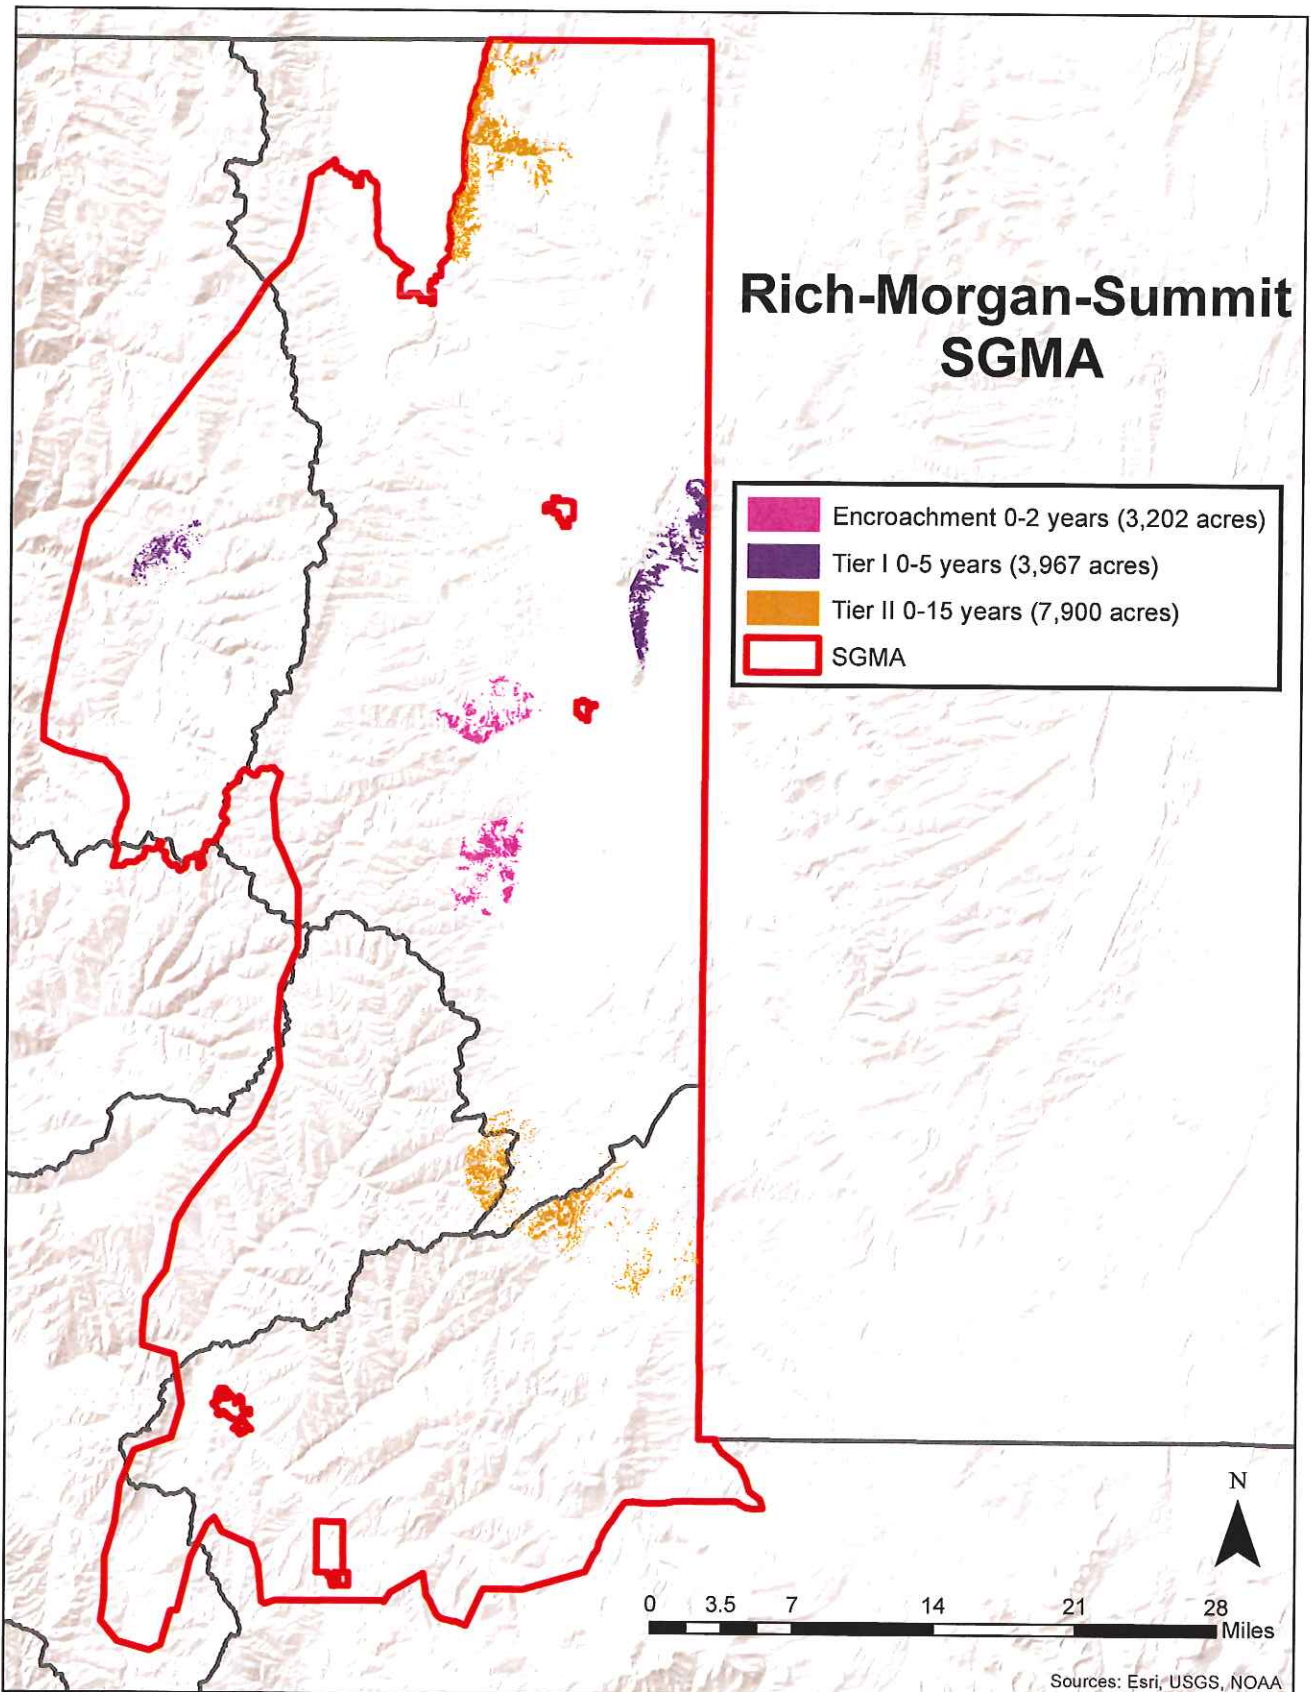 Rich-Morgan-Summit
SGMA
Encroachment 0-2 years (3,202 acres)
Tier I 0-5 years (3,967 acres)
Tier II 0-15 years (7,900 acres)
SGMA
N
0 3.5 7 14 21 28
Miles
Sources: Esri, USGS, NOAA